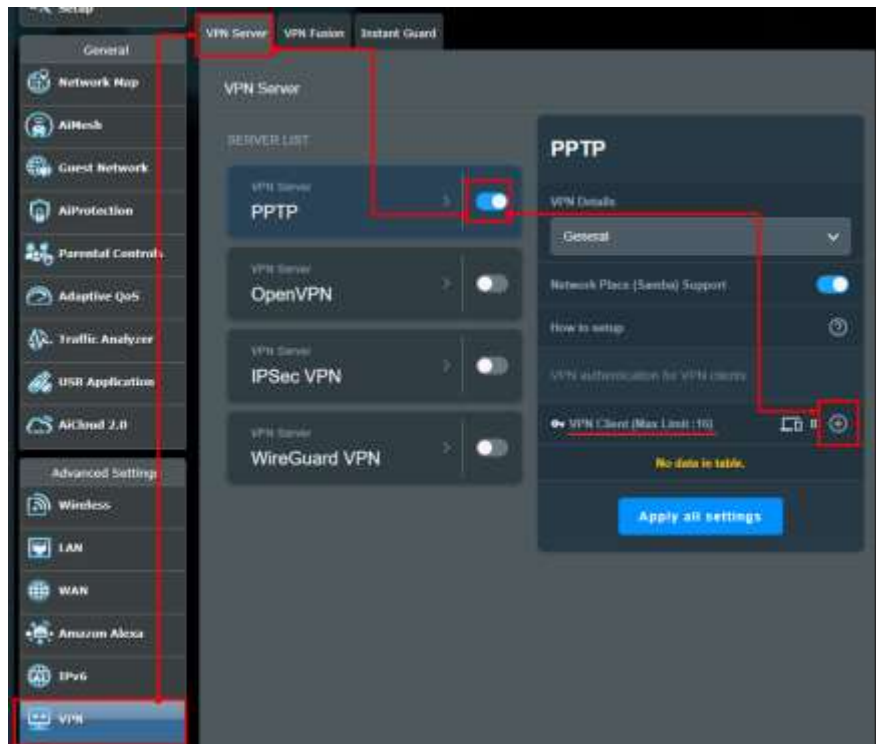 Setup
General
Network Map
AiMesh
Guest Network
AiProtection
Parental Controls
Adaptive QoS
Traffic Analyzer
USB Application
AiCloud 2.0
Advanced Settings
Wireless
LAN
WAN
Amazon Alexa
IPv6
VPN
VPN Server VPN Fusion Instant Guard
VPN Server
SERVER LIST
VPN Server
PPTP
VPN Server
OpenVPN
VPN Server
IPSec VPN
VPN Server
WireGuard VPN
PPTP
VPN Details
General
Network Place (Samba) Support
How to setup
VPN authentication for VPN clients
VPN Client (Max Limit :16)
No data in table.
Apply all settings